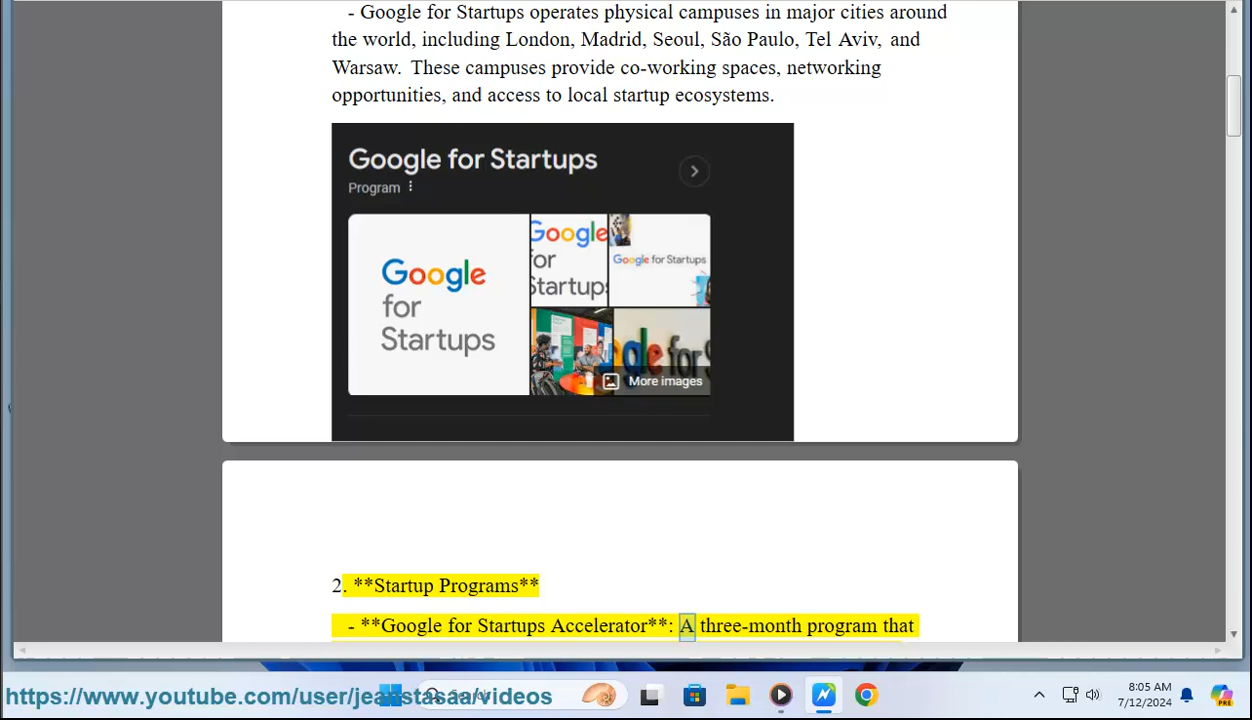 - Google for Startups operates physical campuses in major cities around
the world, including London, Madrid, Seoul, São Paulo, Tel Aviv, and
Warsaw. These campuses provide co-working spaces, networking
opportunities, and access to local startup ecosystems.
Google for Startups
Program
Google
for
Startups
Google
for
Startups
Google for Startups
More images
2. **Startup Programs**
- **Google for Startups Accelerator**: A three-month program that
https://www.youtube.com/user/jeanstasaa/videos
8:05 AM
7/12/2024
PRE